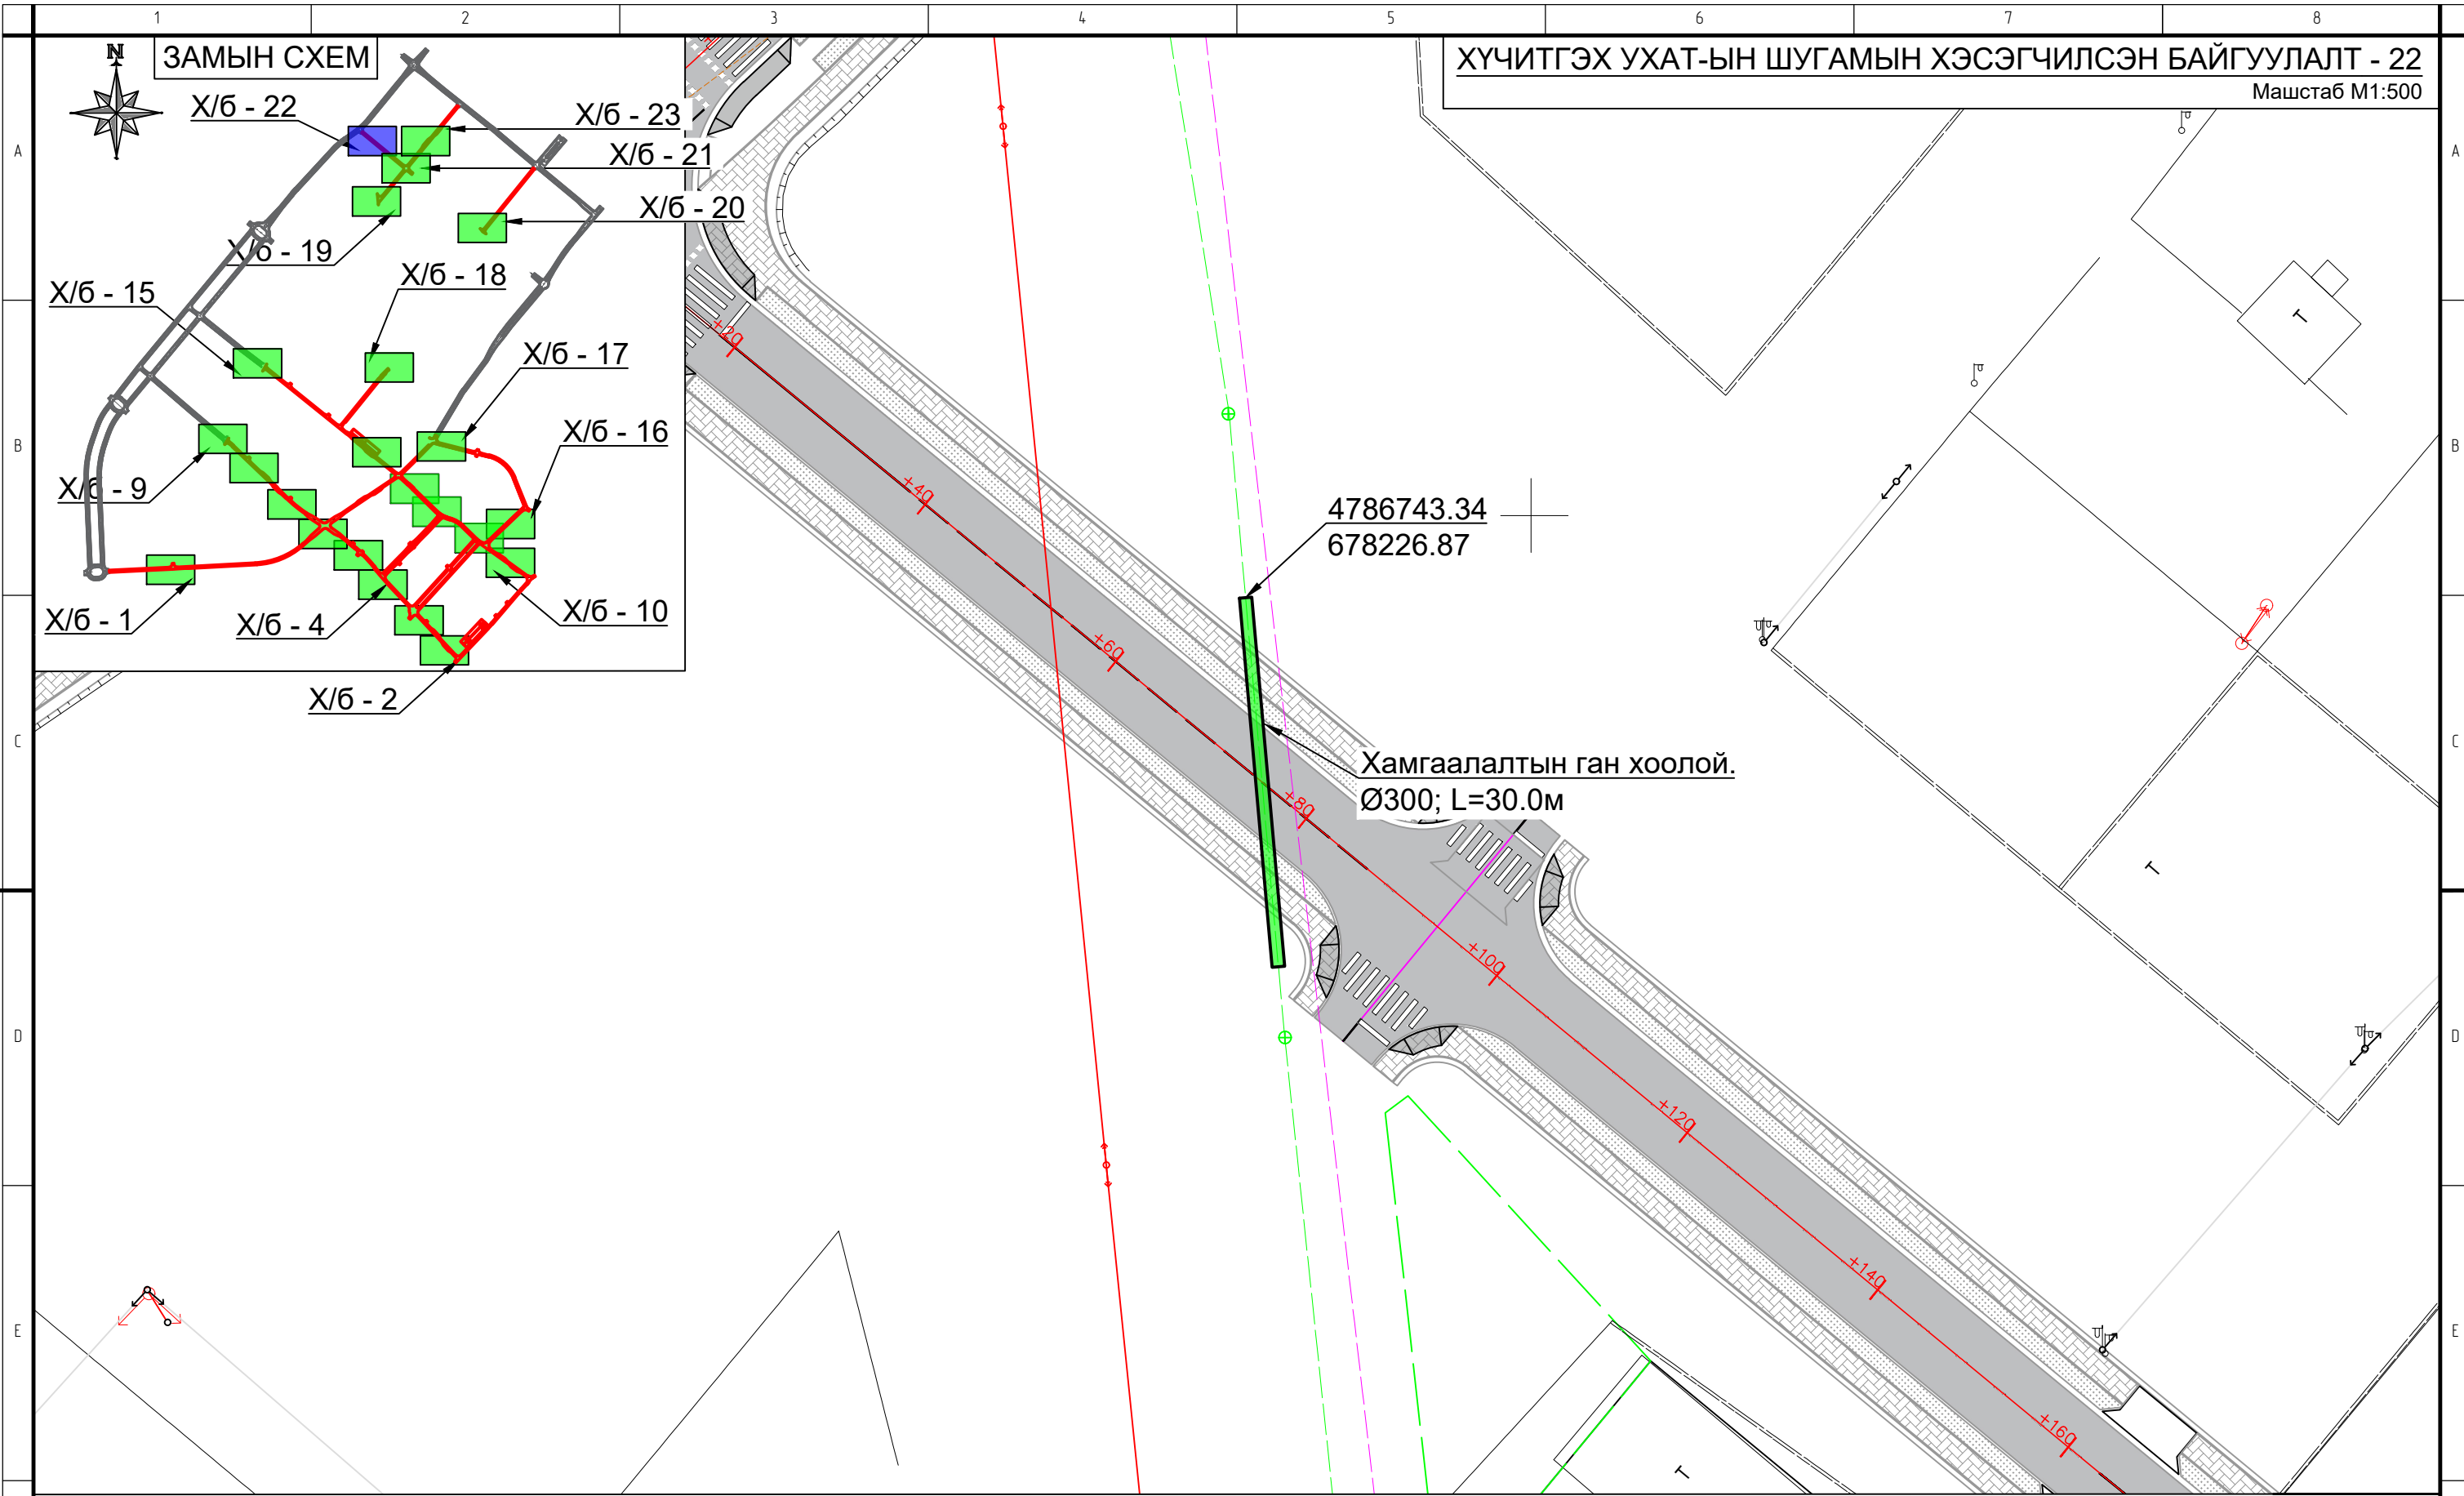 1 2 3 4 5 6 7 8
ХҮЧИТГЭХ УХАТ-ЫН ШУГАМЫН ХЭСЭГЧИЛСЭН БАЙГУУЛАЛТ - 22
Машстаб М1:500
N
ЗАМЫН СХЕМ
Х/б - 22
Х/б - 23
Х/б - 21
Х/б - 20
Х/б - 19
Х/б - 18
Х/б - 15
Х/б - 17
Х/б - 16
Х/б - 9
Х/б - 10
Х/б - 1
Х/б - 4
Х/б - 2
A
A
B
B
C
C
D
D
E
E
+20
+40
+60
+80
+100
+120
+140
+160
4786743.34
678226.87
Хамгаалалтын ган хоолой.
Ø300; L=30.0м
Т
Т
Т